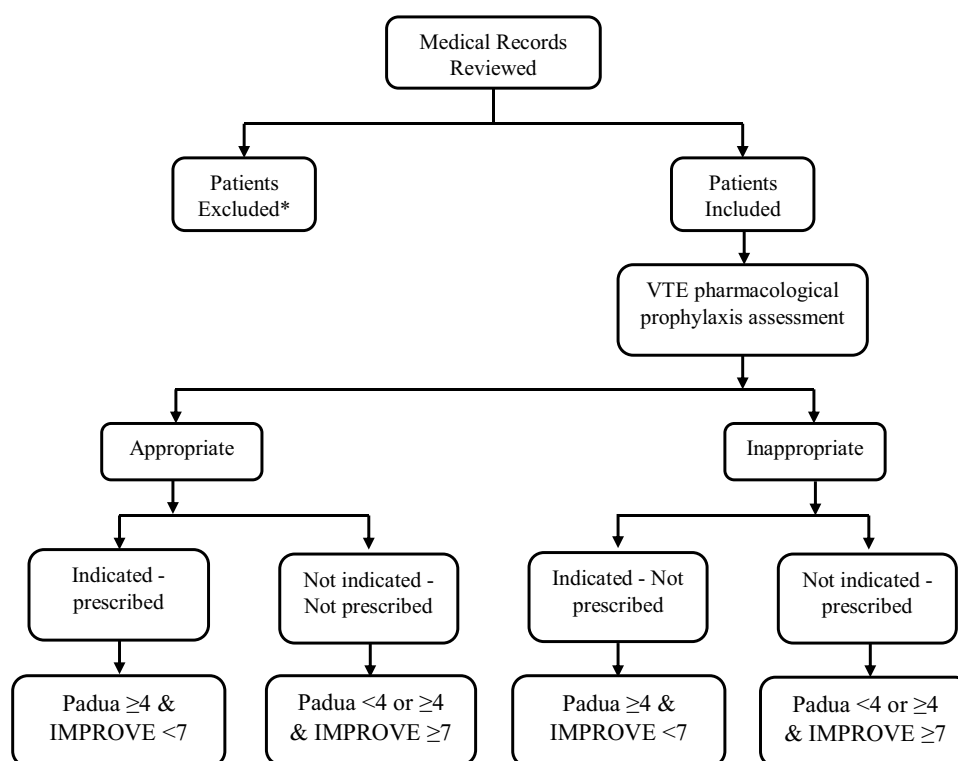 Medical Records
Reviewed
Patients
Excluded*
Patients
Included
VTE pharmacological
prophylaxis assessment
Appropriate
Inappropriate
Indicated -
prescribed
Not indicated -
Not prescribed
Indicated - Not
prescribed
Not indicated -
prescribed
Padua ≥4 &
IMPROVE <7
Padua <4 or ≥4
& IMPROVE ≥7
Padua ≥4 &
IMPROVE <7
Padua <4 or ≥4
& IMPROVE ≥7